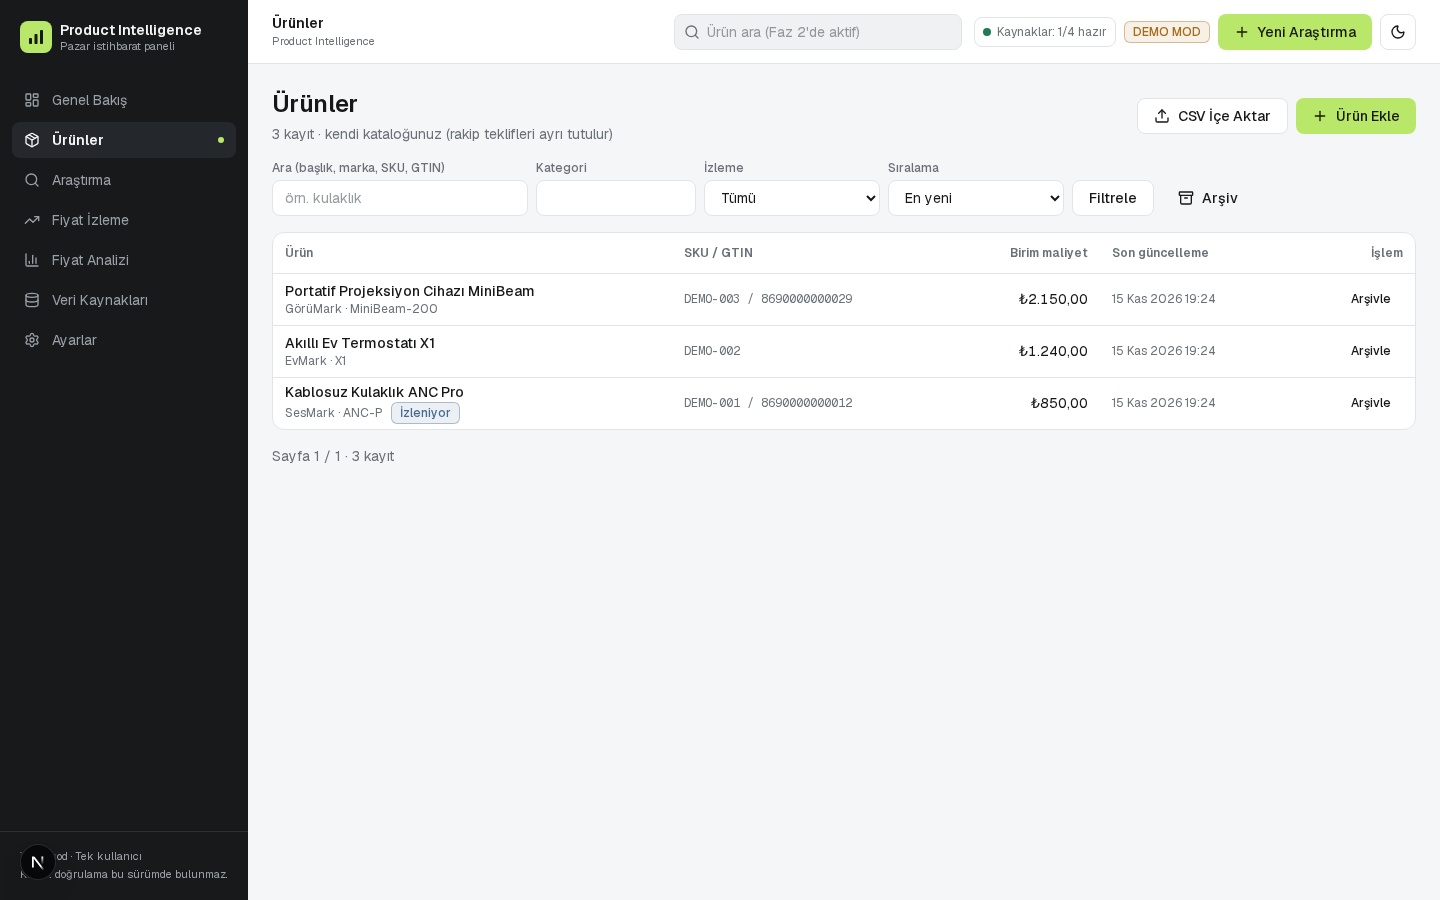 Product Intelligence
Pazar istihbarat paneli
Genel Bakış
Ürünler
Araştırma
Fiyat İzleme
Fiyat Analizi
Veri Kaynakları
Ayarlar
od · Tek kullanıcı
doğrulama bu sürümde bulunmaz.
Ürünler
Product Intelligence
Ürün ara (Faz 2'de aktif)
Kaynaklar: 1/4 hazır
DEMO MOD
Yeni Araştırma
Ürünler
3 kayıt · kendi kataloğunuz (rakip teklifleri ayrı tutulur)
CSV İçe Aktar
Ürün Ekle
Ara (başlık, marka, SKU, GTIN) Kategori İzleme Sıralama
örn. kulaklık Tümü En yeni Filtrele Arşiv
Ürün SKU / GTIN Birim maliyet Son güncelleme İşlem
Portatif Projeksiyon Cihazı MiniBeam
GörüMark · MiniBeam-200
DEMO-003 / 8690000000029 ₺2.150,00 15 Kas 2026 19:24 Arşivle
Akıllı Ev Termostatı X1
EvMark · X1
DEMO-002 ₺1.240,00 15 Kas 2026 19:24 Arşivle
Kablosuz Kulaklık ANC Pro
SesMark · ANC-P İzleniyor
DEMO-001 / 8690000000012 ₺850,00 15 Kas 2026 19:24 Arşivle
Sayfa 1 / 1 · 3 kayıt